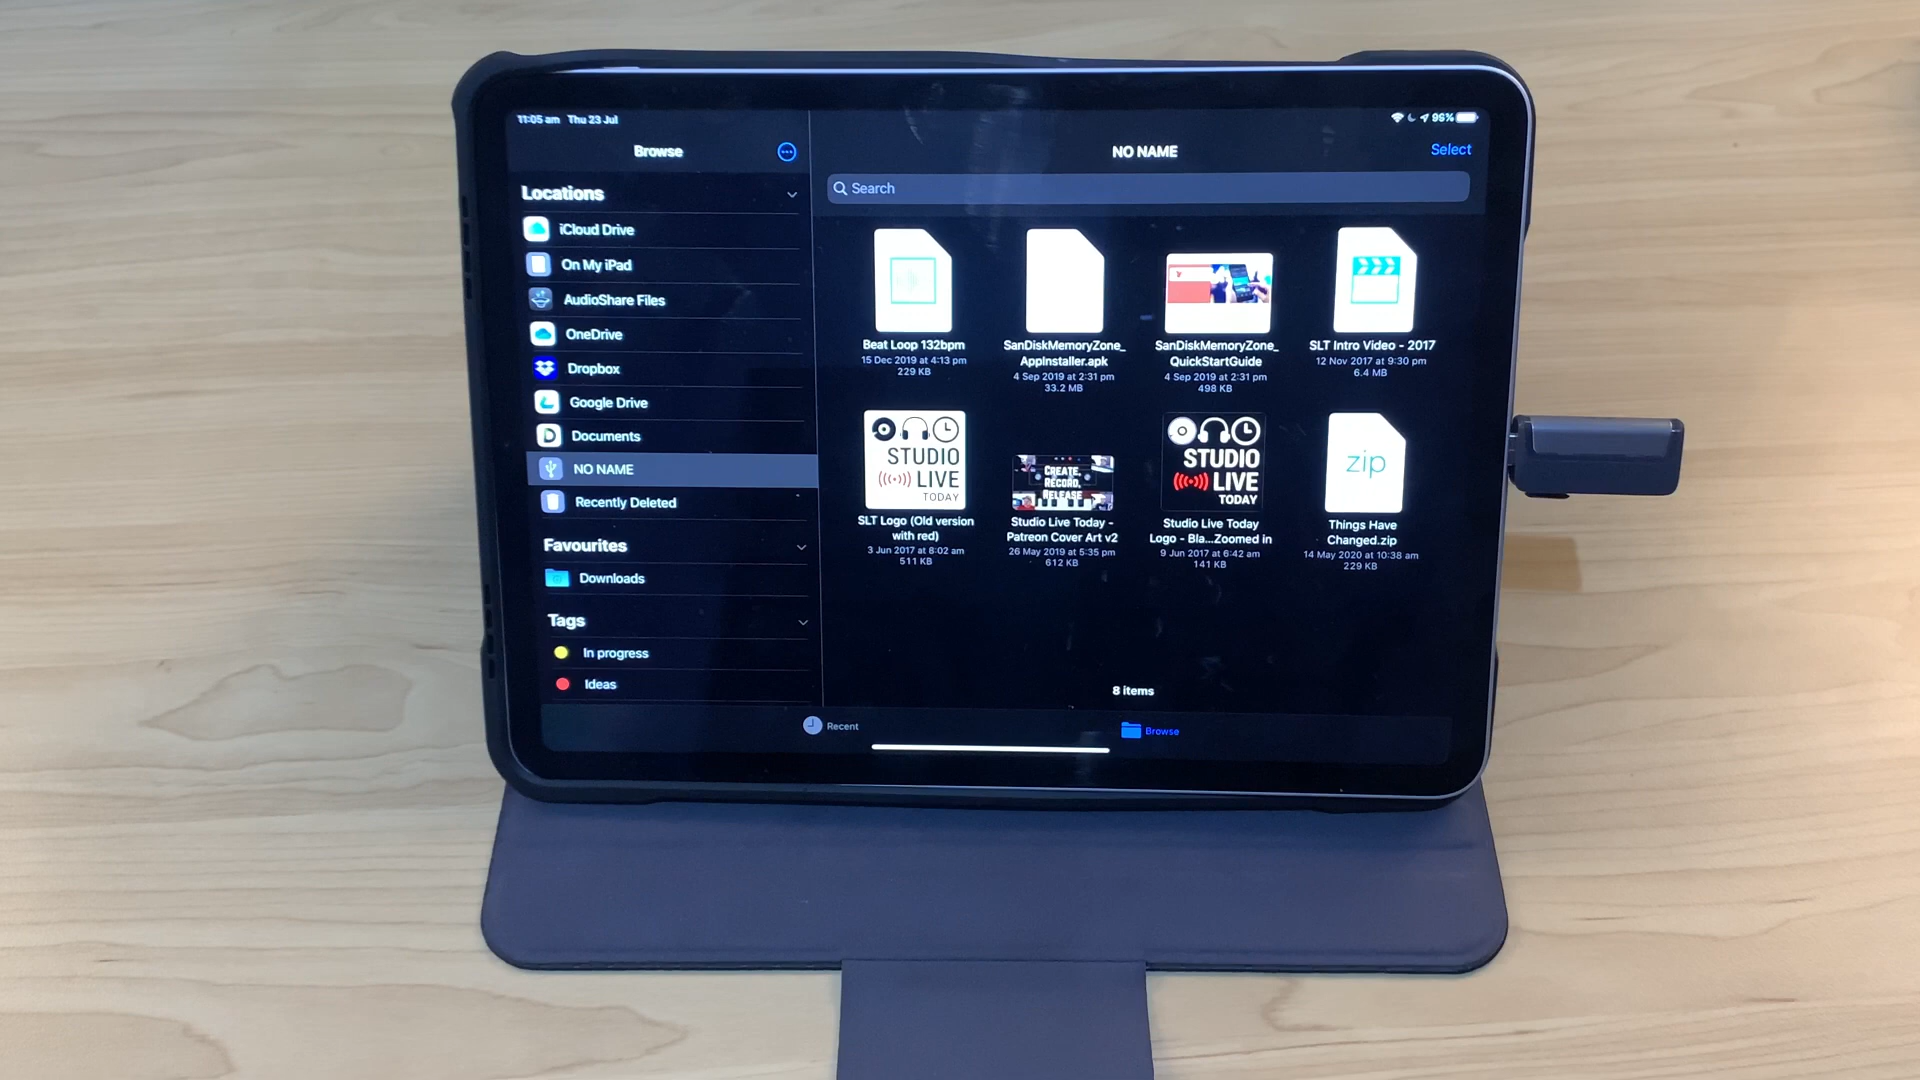 11:05 am Thu 23 Jul
96%
Browse
Locations
iCloud Drive
On My iPad
AudioShare Files
OneDrive
Dropbox
Google Drive
Documents
NO NAME
Recently Deleted
Favourites
Downloads
Tags
In progress
Ideas
NO NAME
Select
Search
Beat Loop 132bpm
15 Dec 2019 at 4:13 pm
229 KB
SanDiskMemoryZone_
AppInstaller.apk
4 Sep 2019 at 2:31 pm
33.2 MB
SanDiskMemoryZone_
QuickStartGuide
4 Sep 2019 at 2:31 pm
498 KB
SLT Intro Video - 2017
12 Nov 2017 at 9:30 pm
6.4 MB
STUDIO
LIVE
TODAY
SLT Logo (Old version
with red)
3 Jun 2017 at 8:02 am
511 KB
CREATE,
RECORD,
RELEASE
Studio Live Today -
Patreon Cover Art v2
26 May 2019 at 5:35 pm
612 KB
STUDIO
LIVE
TODAY
Studio Live Today
Logo - Bla...Zoomed in
9 Jun 2017 at 6:42 am
141 KB
zip
Things Have
Changed.zip
14 May 2020 at 10:38 am
229 KB
8 items
Recent
Browse